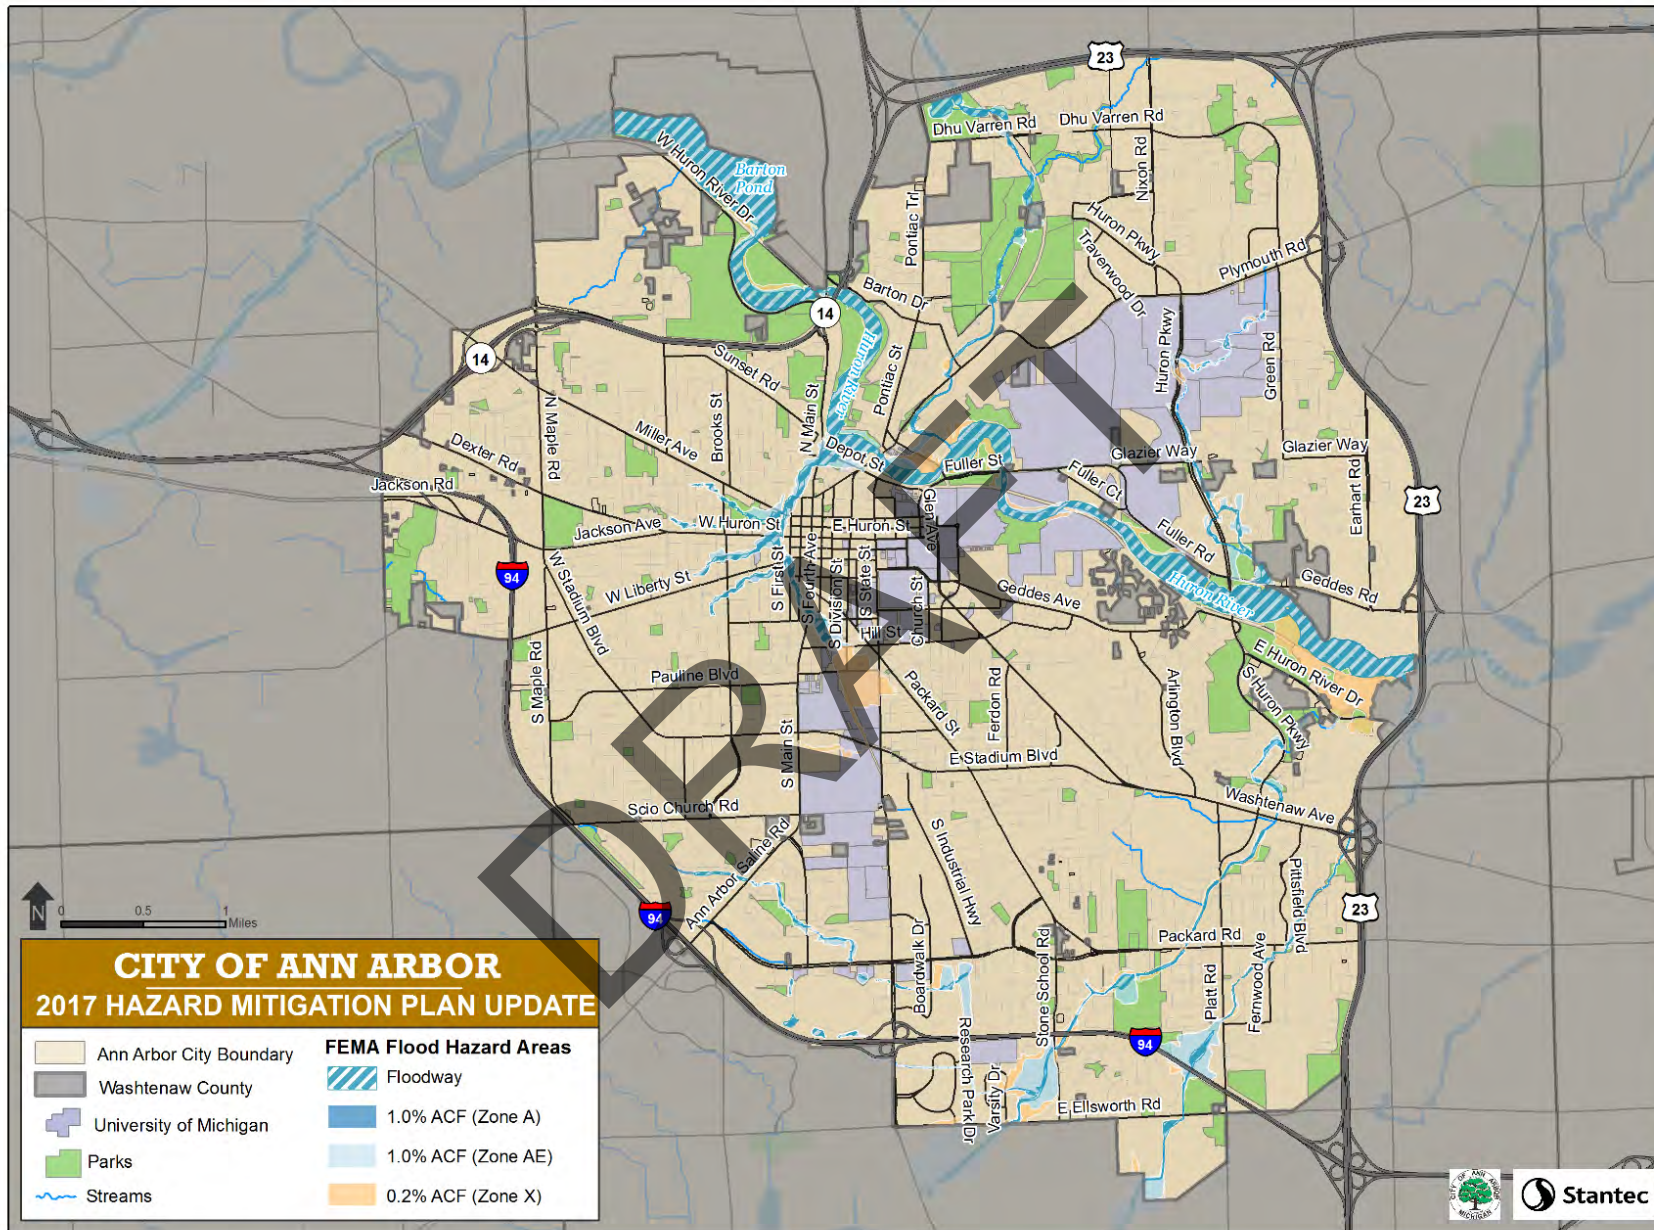 23
Dhu Varren Rd
Dhu Varren Rd
W Huron River Dr
Barton
Pond
Nixon Rd
Pontiac Trl
Huron Pkwy
Traverwood Dr
Plymouth Rd
Barton Dr
14
14
Huron River
Sunset Rd
Pontiac St
Huron Pkwy
Green Rd
N Main St
Brooks St
N Maple Rd
Miller Ave
Dexter Rd
Depot St
Fuller St
Glazier Way
Glazier Way
Jackson Rd
Fuller Ct
Earhart Rd
23
Glen Ave
W Huron St
E Huron St
Jackson Ave
Fuller Rd
94
W Stadium Blvd
W Liberty St
S First St
S Fourth Ave
S Division St
S State St
Church St
Geddes Ave
Huron River
Geddes Rd
Hill St
E Huron River Dr
S Maple Rd
Pauline Blvd
Packard St
Ferdon Rd
Arlington Blvd
S Huron Pkwy
S Main St
E Stadium Blvd
Washtenaw Ave
Scio Church Rd
Ann Arbor Saline Rd
S Industrial Hwy
Pittsfield Blvd
94
23
Packard Rd
Boardwalk Dr
Stone School Rd
Platt Rd
Fernwood Ave
Research Park Dr
Varsity Dr
94
E Ellsworth Rd
DRAFT
N
0 0.5 1
Miles
CITY OF ANN ARBOR
2017 HAZARD MITIGATION PLAN UPDATE
Ann Arbor City Boundary
Washtenaw County
University of Michigan
Parks
Streams
FEMA Flood Hazard Areas
Floodway
1.0% ACF (Zone A)
1.0% ACF (Zone AE)
0.2% ACF (Zone X)
CITY OF ANN ARBOR
MICHIGAN
Stantec